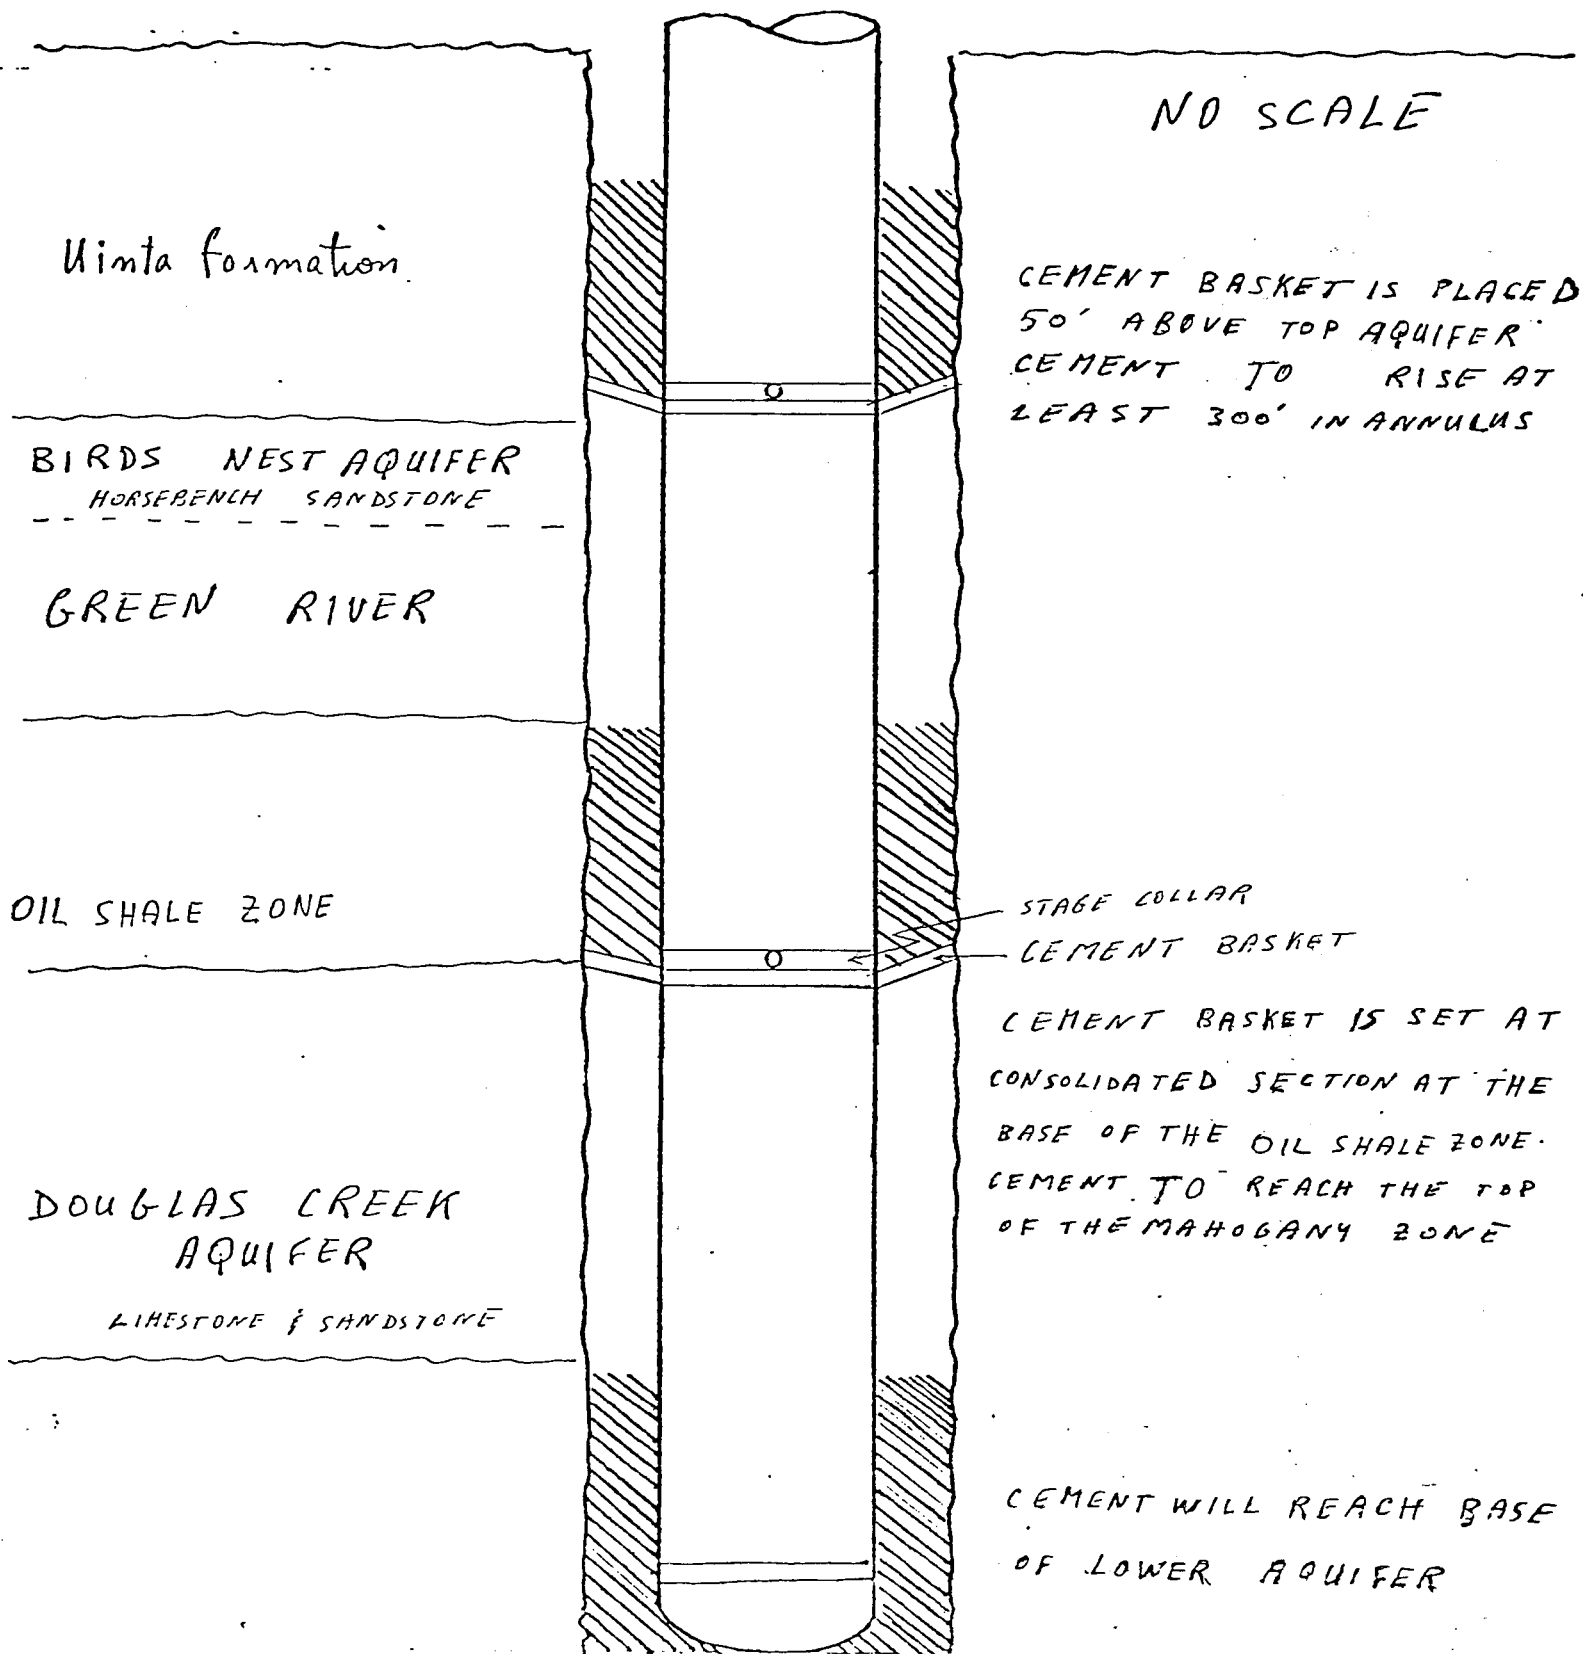 NO SCALE
Uinta formation
CEMENT BASKET IS PLACED
50' ABOVE TOP AQUIFER
CEMENT TO RISE AT
LEAST 300' IN ANNULUS
BIRDS NEST AQUIFER
HORSEBENCH SANDSTONE
GREEN RIVER
OIL SHALE ZONE
STAGE COLLAR
CEMENT BASKET
CEMENT BASKET IS SET AT
CONSOLIDATED SECTION AT THE
BASE OF THE OIL SHALE ZONE.
CEMENT TO REACH THE TOP
OF THE MAHOGANY ZONE
DOUGLAS CREEK
AQUIFER
LIMESTONE & SANDSTONE
CEMENT WILL REACH BASE
OF LOWER AQUIFER